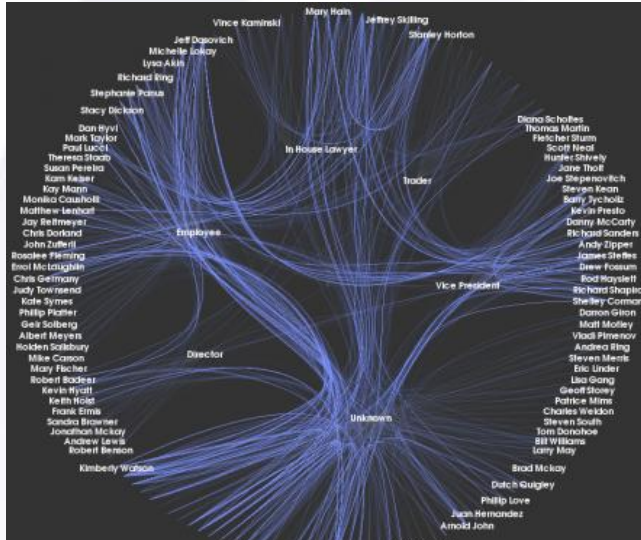 Mary Hain
Vince Kaminski
Jeffrey Skilling
Stanley Horton
Jeff Dasovich
Michelle Lokay
Lysa Akin
Richard Ring
Stephanie Panus
Stacy Dickson
Dan Hyvl
Mark Taylor
Paul Lucci
Theresa Staab
Susan Pereira
Kam Keiser
Kay Mann
Monika Causholli
Matthew Lenhart
Jay Reitmeyer
Chris Dorland
John Zufferli
Rosalee Fleming
Errol McLaughlin
Chris Germany
Judy Townsend
Kate Symes
Phillip Platter
Geir Solberg
Albert Meyers
Holden Salisbury
Mike Carson
Mary Fischer
Robert Badeer
Kevin Hyatt
Keith Holst
Frank Ermis
Sandra Brawner
Jonathan Mckay
Andrew Lewis
Robert Benson
Kimberly Watson
In House Lawyer
Trader
Employee
Vice President
Director
Unknown
Diana Scholtes
Thomas Martin
Fletcher Sturm
Scott Neal
Hunter Shively
Jane Tholt
Joe Stepenovitch
Steven Kean
Barry Tycholiz
Kevin Presto
Danny McCarty
Richard Sanders
Andy Zipper
James Steffes
Drew Fossum
Rod Hayslett
Richard Shapiro
Shelley Corman
Darron Giron
Matt Motley
Vladi Pimenov
Andrea Ring
Steven Merris
Eric Linder
Lisa Gang
Geoff Storey
Patrice Mims
Charles Weldon
Steven South
Tom Donohoe
Bill Williams
Larry May
Brad Mckay
Dutch Quigley
Phillip Love
Juan Hernandez
Arnold John